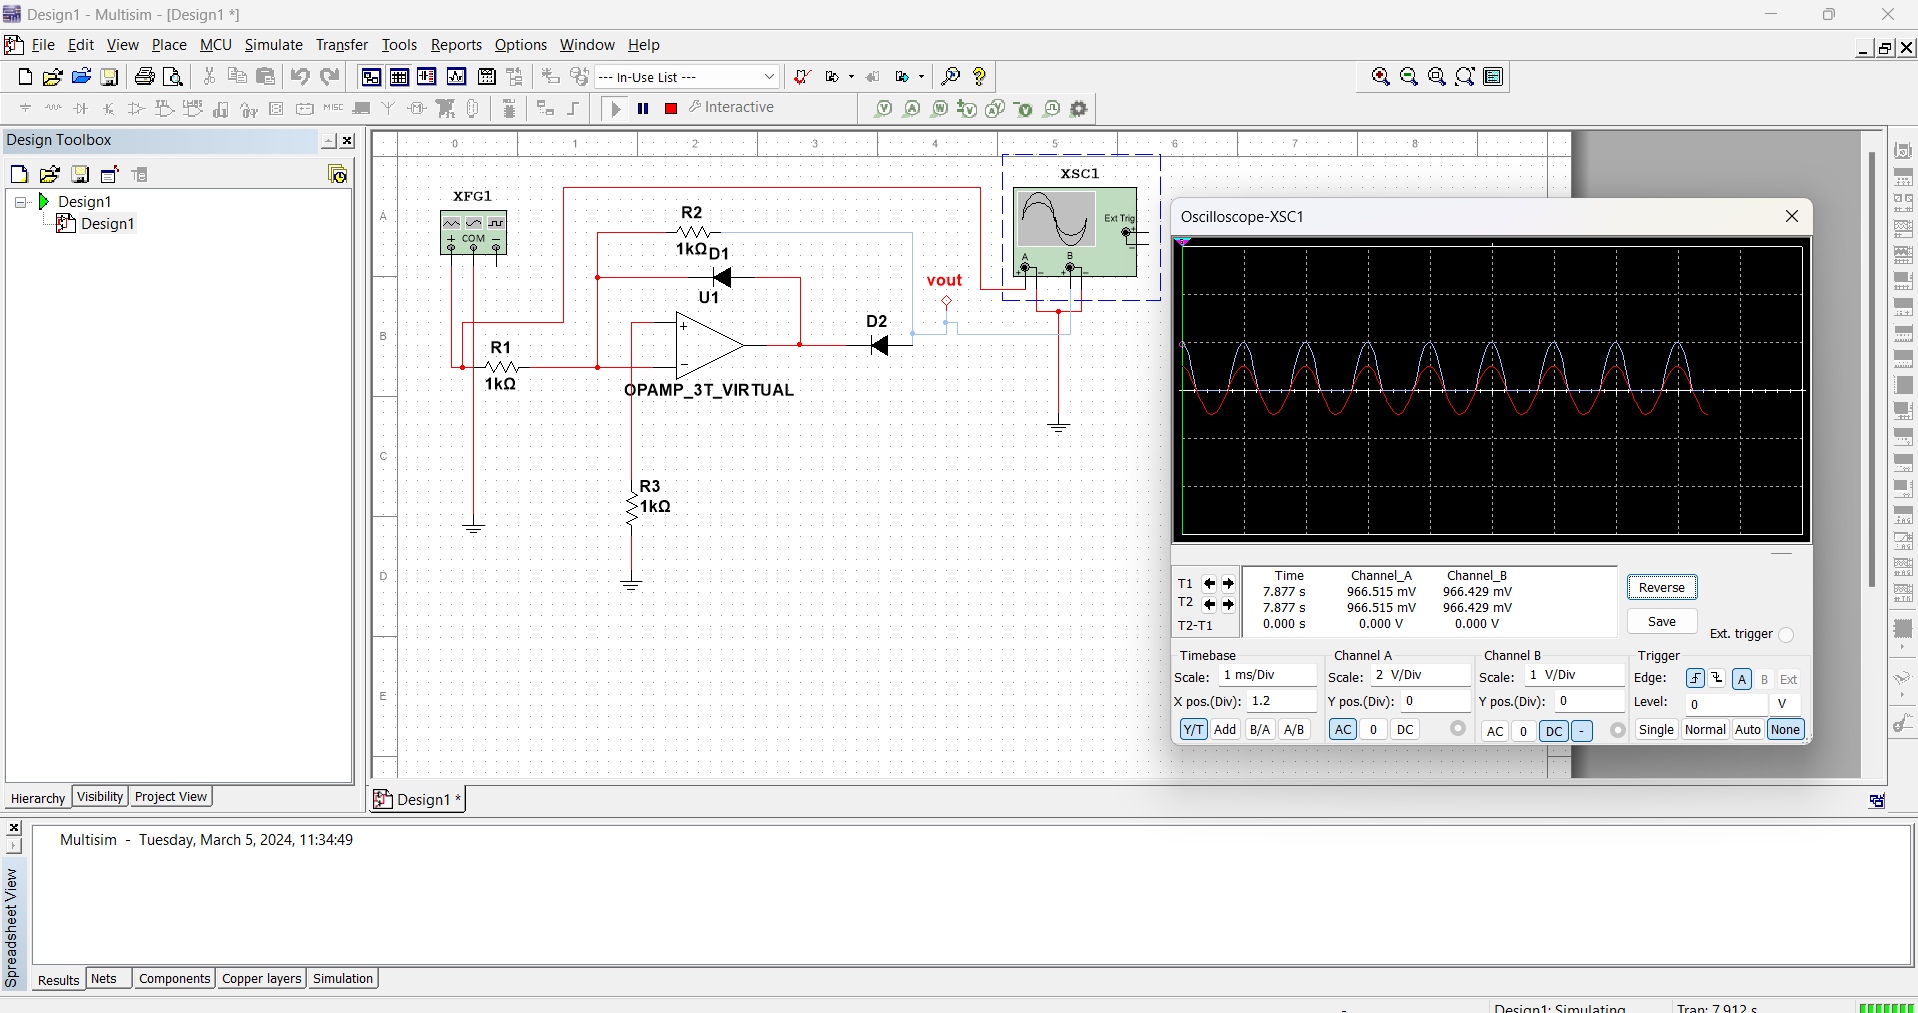 Design1 - Multisim - [Design1 *]
File Edit View Place MCU Simulate Transfer Tools Reports Options Window Help
--- In-Use List ---
MISC
Interactive
Design Toolbox
Design1
Design1
Hierarchy Visibility Project View
0 1 2 3 4 5 6 7 8
A
B
C
D
E
XFG1
COM
R2
1kΩ
D1
U1
R1
1kΩ
OPAMP_3T_VIRTUAL
R3
1kΩ
D2
vout
XSC1
Ext Trig
A B
Design1 *
Oscilloscope-XSC1
T1
T2
T2-T1
Time Channel_A Channel_B
7.877 s 966.515 mV 966.429 mV
7.877 s 966.515 mV 966.429 mV
0.000 s 0.000 V 0.000 V
Reverse
Save
Ext. trigger
Timebase
Scale: 1 ms/Div
X pos.(Div): 1.2
Y/T Add B/A A/B
Channel A
Scale: 2 V/Div
Y pos.(Div): 0
AC 0 DC
Channel B
Scale: 1 V/Div
Y pos.(Div): 0
AC 0 DC -
Trigger
Edge: A B Ext
Level: 0 V
Single Normal Auto None
Multisim - Tuesday, March 5, 2024, 11:34:49
Spreadsheet View
Results Nets Components Copper layers Simulation
- Design1: Simulating Tran: 7.912 s